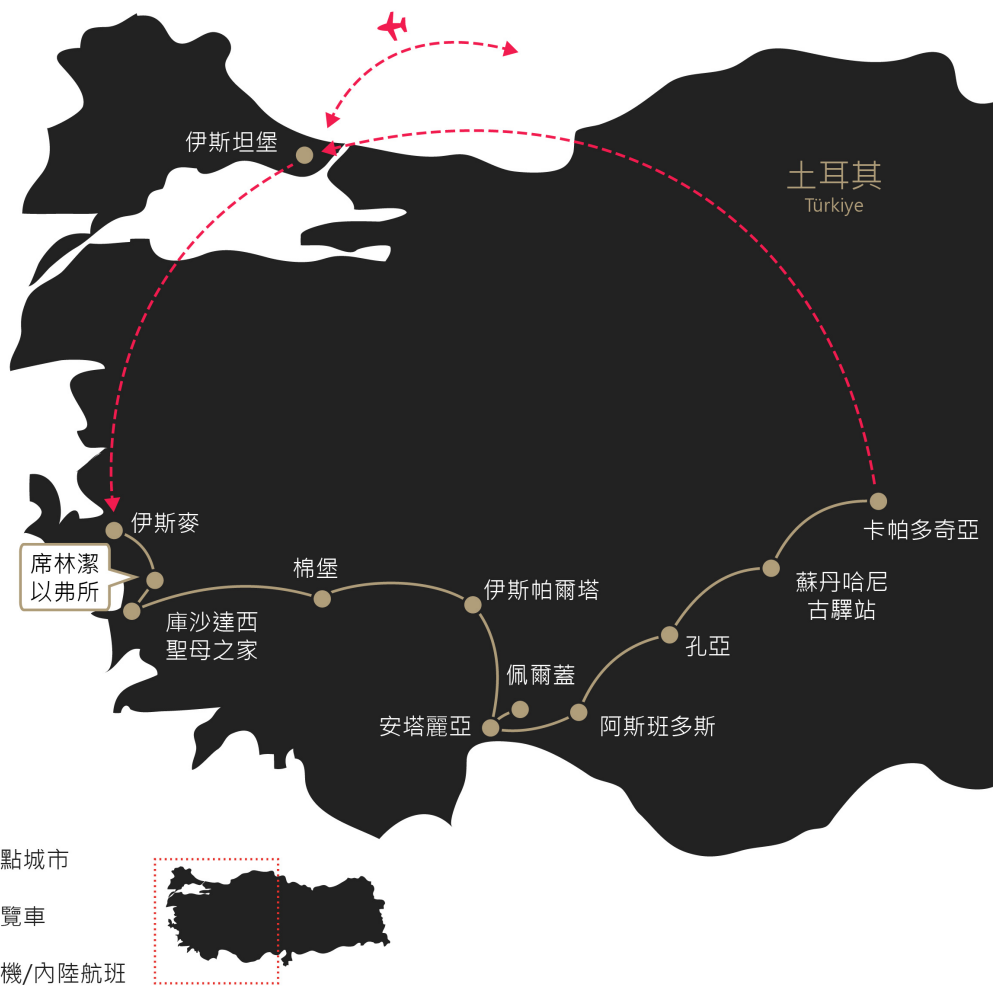 伊斯坦堡
土耳其
Türkiye
伊斯麥
席林潔
以弗所
庫沙達西
聖母之家
棉堡
伊斯帕爾塔
佩爾蓋
安塔麗亞
阿斯班多斯
孔亞
蘇丹哈尼
古驛站
卡帕多奇亞
點城市
覽車
機/內陸航班